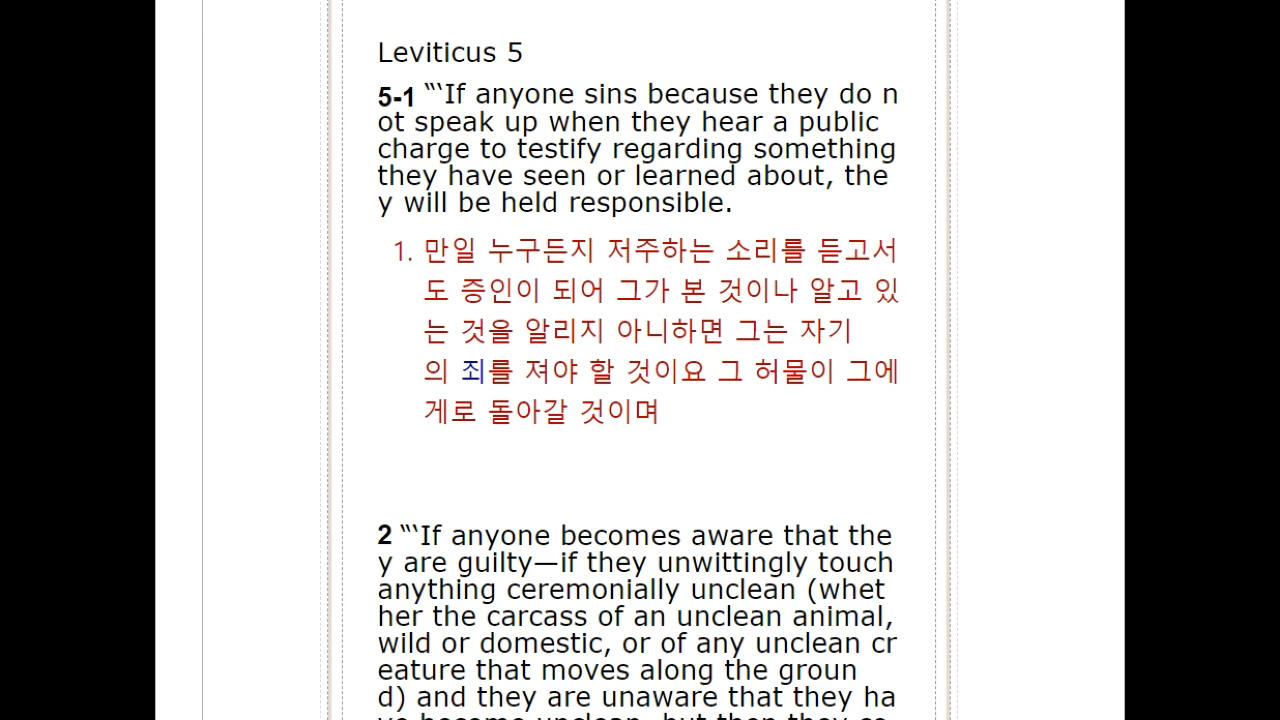 Leviticus 5
5-1 “‘If anyone sins because they do n
ot speak up when they hear a public
charge to testify regarding something
they have seen or learned about, the
y will be held responsible.
1. 만일 누구든지 저주하는 소리를 듣고서
도 증인이 되어 그가 본 것이나 알고 있
는 것을 알리지 아니하면 그는 자기
의 죄를 져야 할 것이요 그 허물이 그에
게로 돌아갈 것이며
2 “‘If anyone becomes aware that the
y are guilty—if they unwittingly touch
anything ceremonially unclean (whet
her the carcass of an unclean animal,
wild or domestic, or of any unclean cr
eature that moves along the groun
d) and they are unaware that they ha
ve become unclean, but then they co